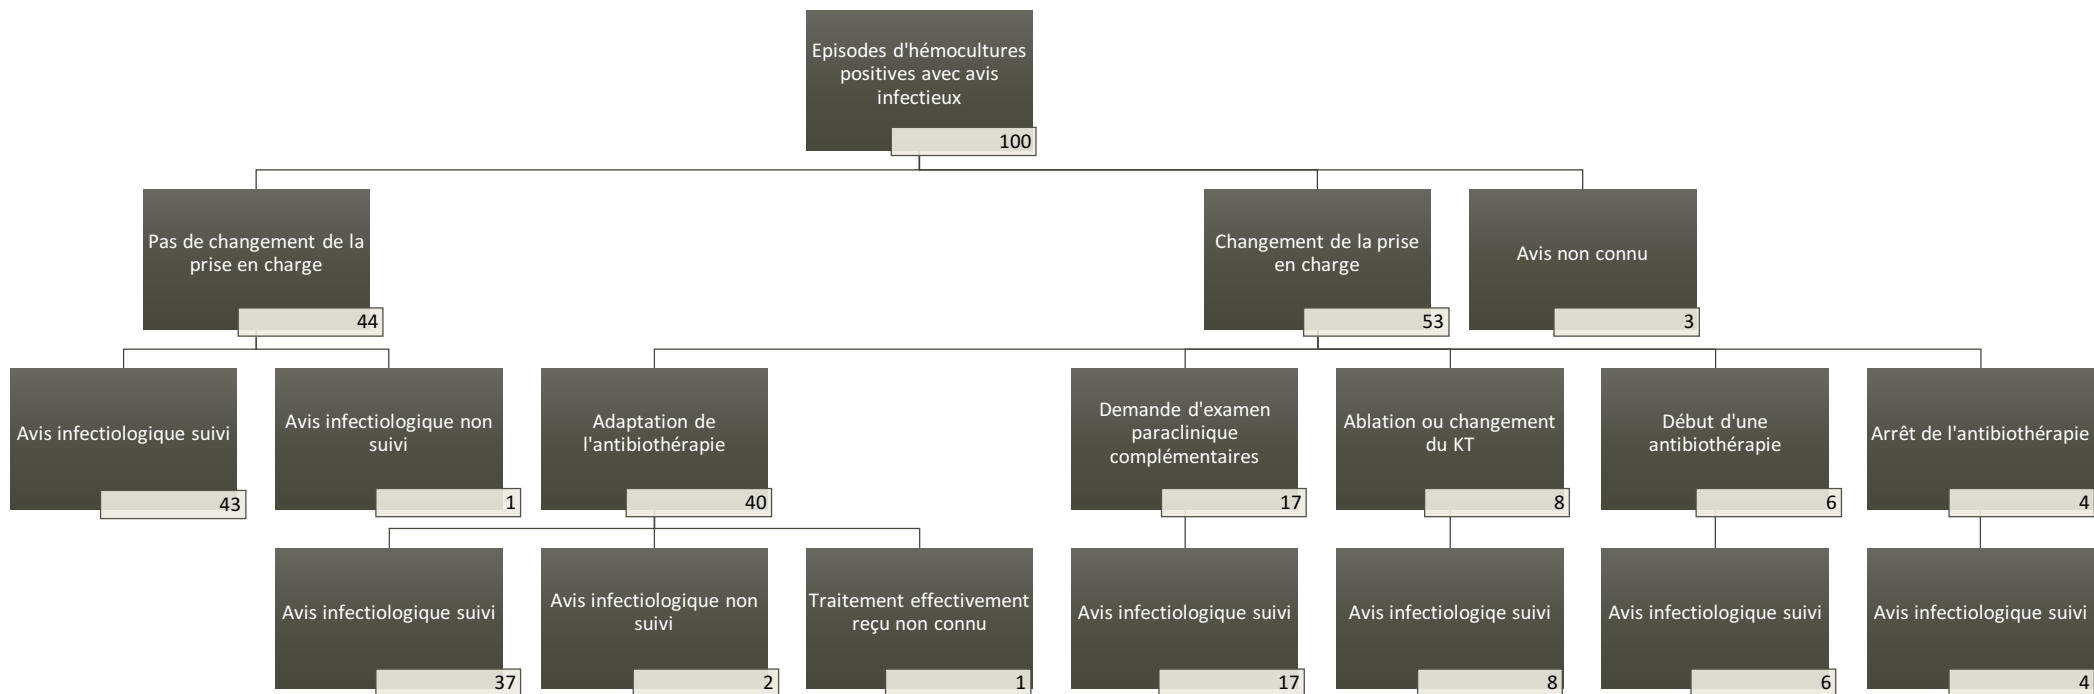 Episodes d'hémocultures
positives avec avis
infectieux
100
Pas de changement de la
prise en charge
44
Changement de la prise
en charge
53
Avis non connu
3
Avis infectiologique suivi
43
Avis infectiologique non
suivi
1
Adaptation de
l'antibiothérapie
40
Demande d'examen
paraclinique
complémentaires
17
Ablation ou changement
du KT
8
Début d'une
antibiothérapie
6
Arrêt de l'antibiothérapie
4
Avis infectiologique suivi
37
Avis infectiologique non
suivi
2
Traitement effectivement
reçu non connu
1
Avis infectiologique suivi
17
Avis infectiologiqe suivi
8
Avis infectiologique suivi
6
Avis infectiologique suivi
4